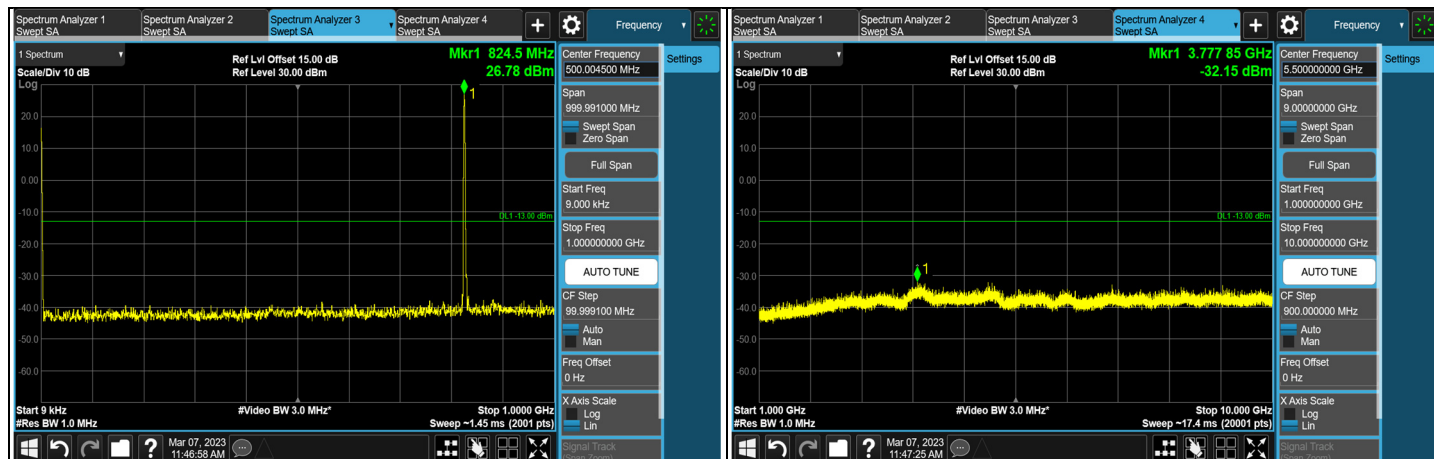 Spectrum Analyzer 1
Swept SA
Spectrum Analyzer 2
Swept SA
Spectrum Analyzer 3
Swept SA
Spectrum Analyzer 4
Swept SA
+
Frequency
1 Spectrum
Scale/Div 10 dB
Log
Ref Lvl Offset 15.00 dB
Ref Level 30.00 dBm
Mkr1 824.5 MHz
26.78 dBm
1
20.0
10.0
0.00
-10.0
-20.0
-30.0
-40.0
-50.0
-60.0
DL1 -13.00 dBm
Start 9 kHz
#Res BW 1.0 MHz
#Video BW 3.0 MHz*
Stop 1.0000 GHz
Sweep ~1.45 ms (2001 pts)
Center Frequency
500.004500 MHz
Settings
Span
999.991000 MHz
Swept Span
Zero Span
Full Span
Start Freq
9.000 kHz
Stop Freq
1.000000000 GHz
AUTO TUNE
CF Step
99.999100 MHz
Auto
Man
Freq Offset
0 Hz
X Axis Scale
Log
Lin
Signal Track
(Span Zoom)
?
Mar 07, 2023
11:46:58 AM
Spectrum Analyzer 1
Swept SA
Spectrum Analyzer 2
Swept SA
Spectrum Analyzer 3
Swept SA
Spectrum Analyzer 4
Swept SA
+
Frequency
1 Spectrum
Scale/Div 10 dB
Log
Ref Lvl Offset 15.00 dB
Ref Level 30.00 dBm
Mkr1 3.777 85 GHz
-32.15 dBm
1
20.0
10.0
0.00
-10.0
-20.0
-30.0
-40.0
-50.0
-60.0
DL1 -13.00 dBm
Start 1.000 GHz
#Res BW 1.0 MHz
#Video BW 3.0 MHz*
Stop 10.000 GHz
Sweep ~17.4 ms (20001 pts)
Center Frequency
5.500000000 GHz
Settings
Span
9.00000000 GHz
Swept Span
Zero Span
Full Span
Start Freq
1.000000000 GHz
Stop Freq
10.000000000 GHz
AUTO TUNE
CF Step
900.000000 MHz
Auto
Man
Freq Offset
0 Hz
X Axis Scale
Log
Lin
Signal Track
(Span Zoom)
?
Mar 07, 2023
11:47:25 AM